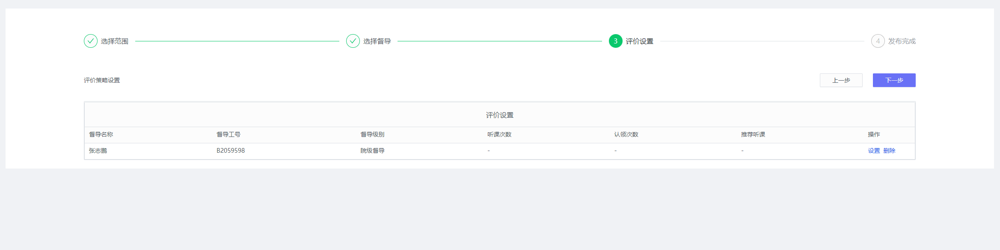 选择范围 选择督导 3 评价设置 4 发布完成
评价策略设置 上一步 下一步
评价设置
督导名称 督导工号 督导级别 听课次数 认领次数 推荐听课 操作
张志鹏 B2059598 院级督导 - - - 设置 删除